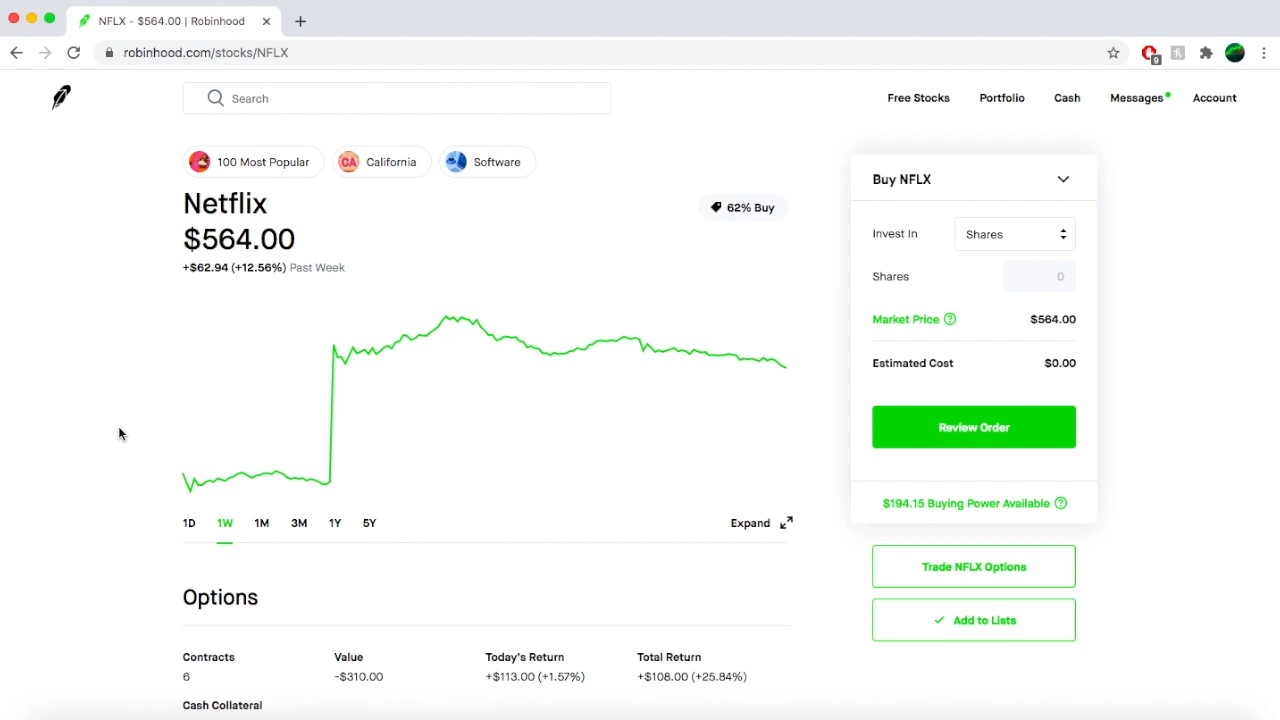 NFLX - $564.00 | Robinhood
robinhood.com/stocks/NFLX
9
Search
Free Stocks Portfolio Cash Messages Account
100 Most Popular CA California Software
Netflix
$564.00
62% Buy
+$62.94 (+12.56%) Past Week
1D 1W 1M 3M 1Y 5Y Expand
Options
Contracts Value Today's Return Total Return
6 -$310.00 +$113.00 (+1.57%) +$108.00 (+25.84%)
Cash Collateral
Buy NFLX
Invest In Shares
Shares 0
Market Price ? $564.00
Estimated Cost $0.00
Review Order
$194.15 Buying Power Available ?
Trade NFLX Options
Add to Lists